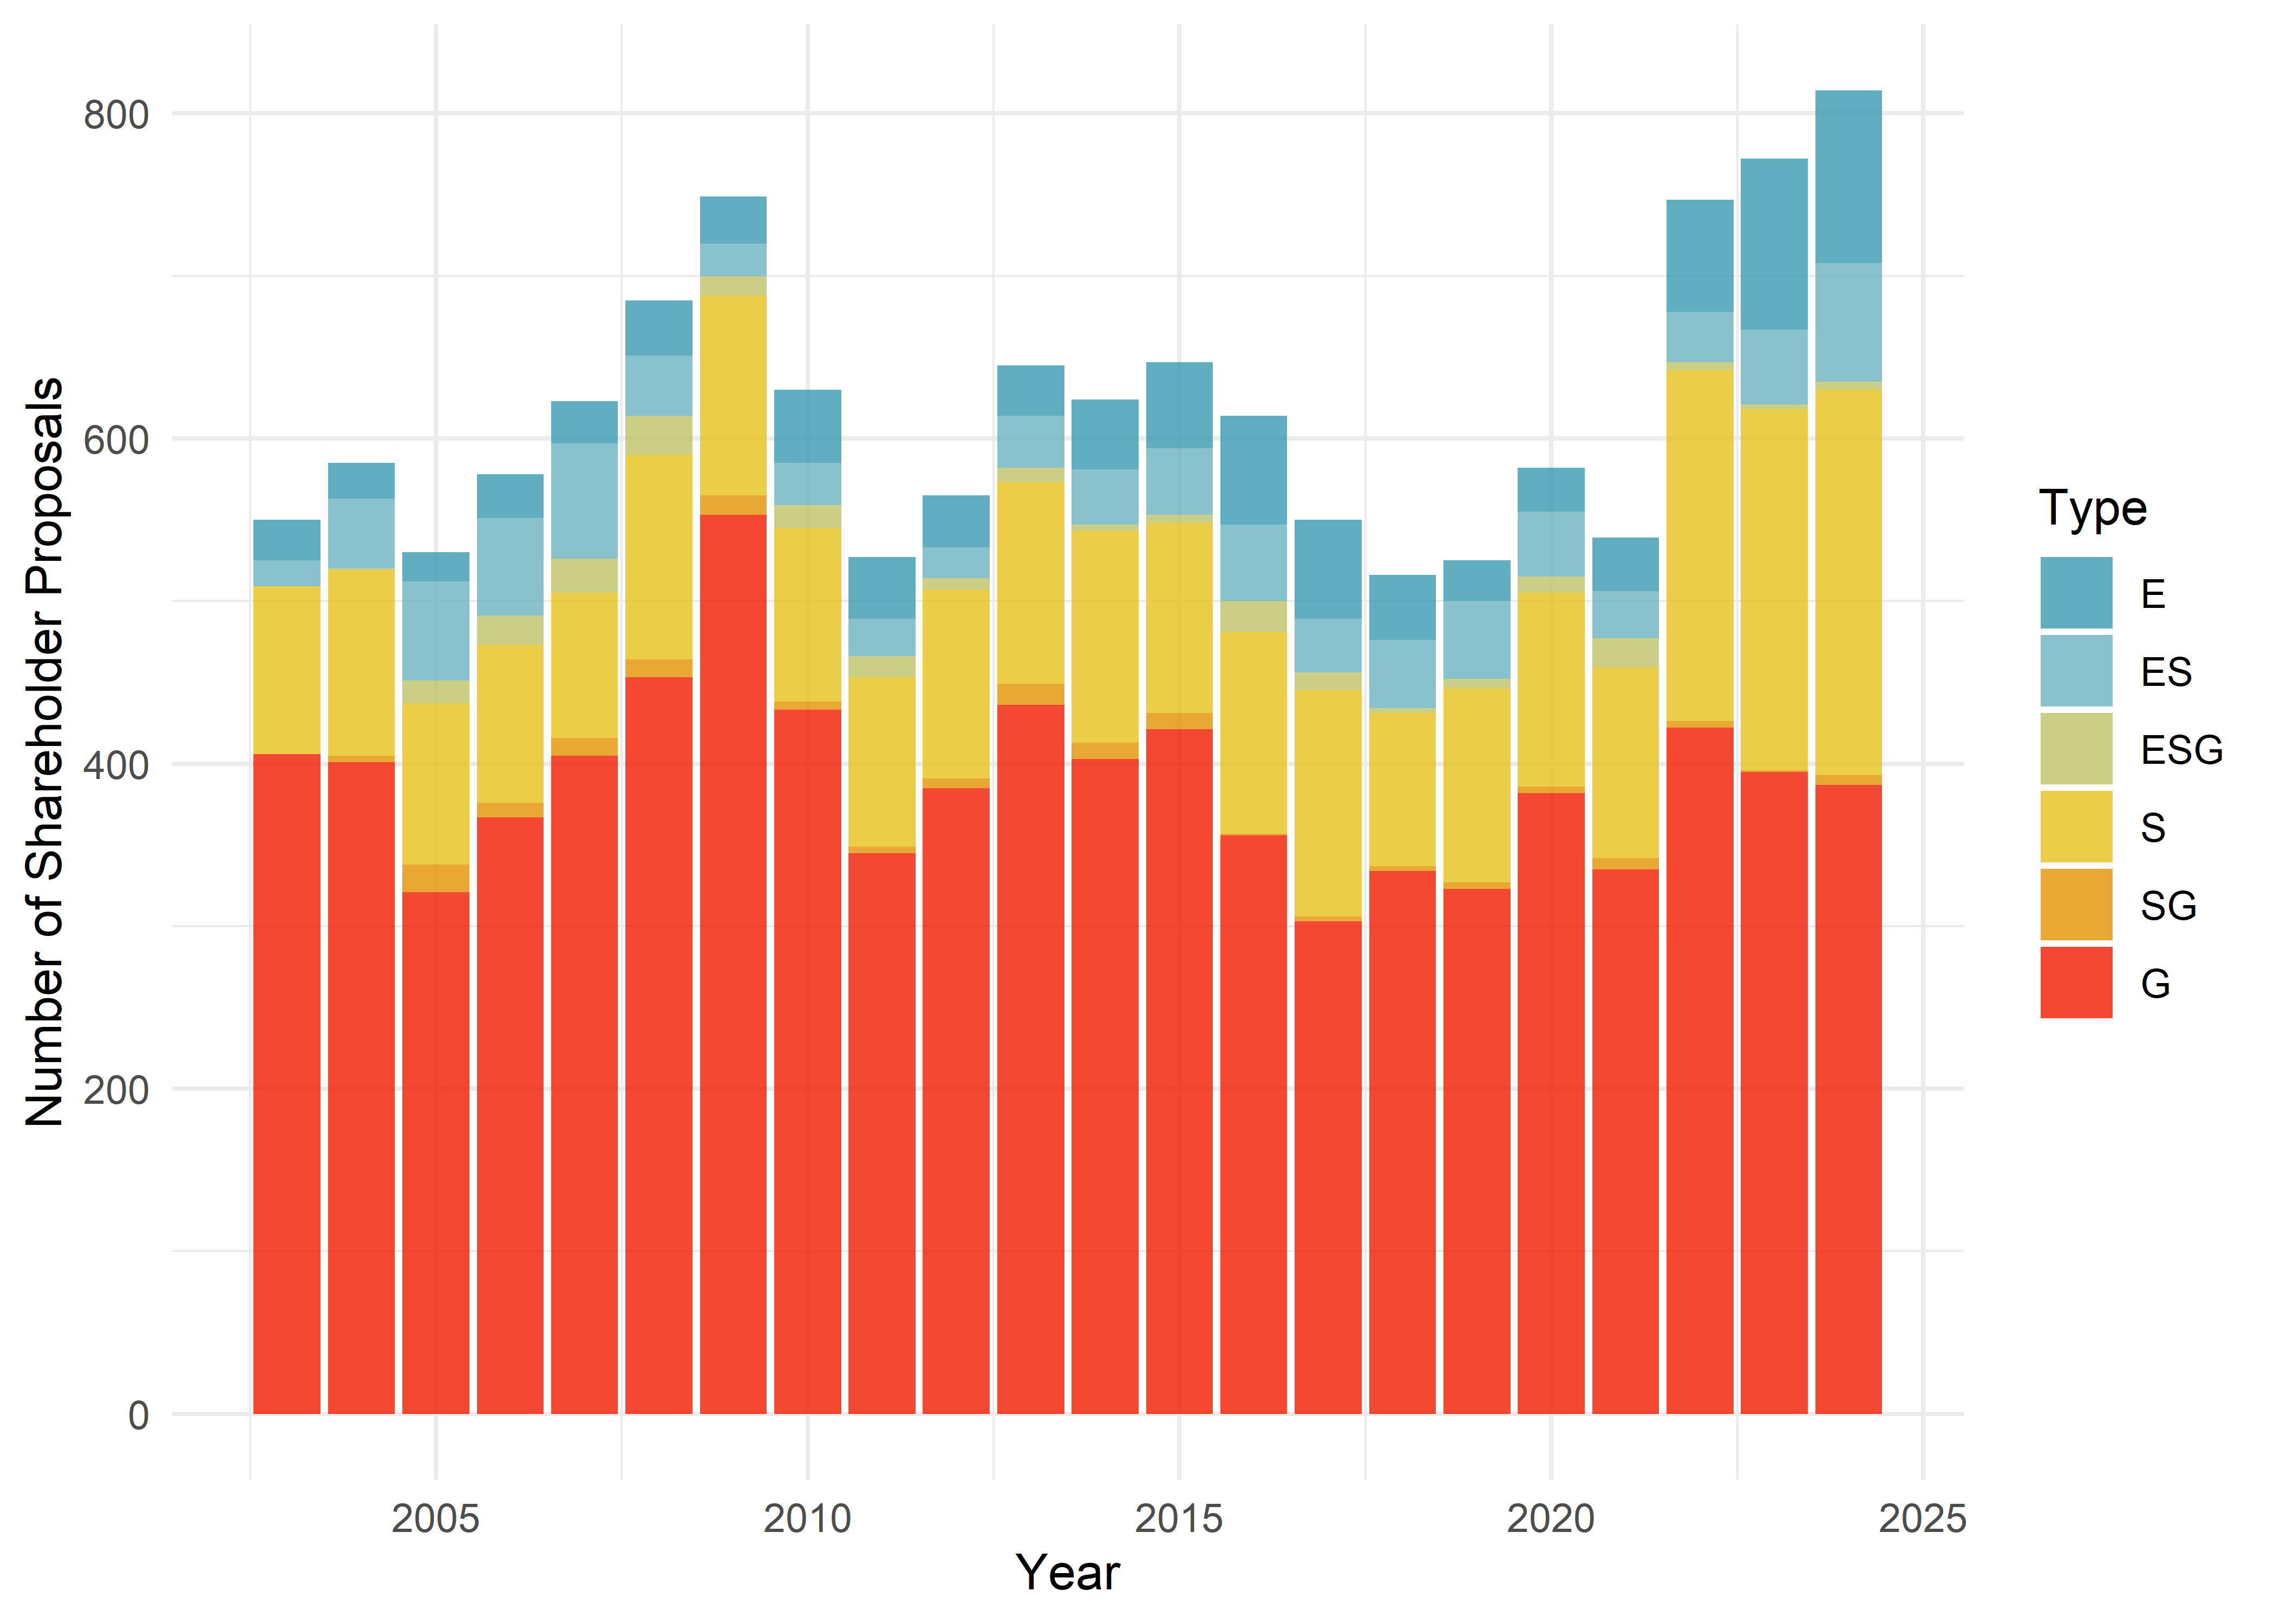 Number of Shareholder Proposals
800
600
400
200
0
2005
2010
2015
2020
2025
Year
Type
E
ES
ESG
S
SG
G